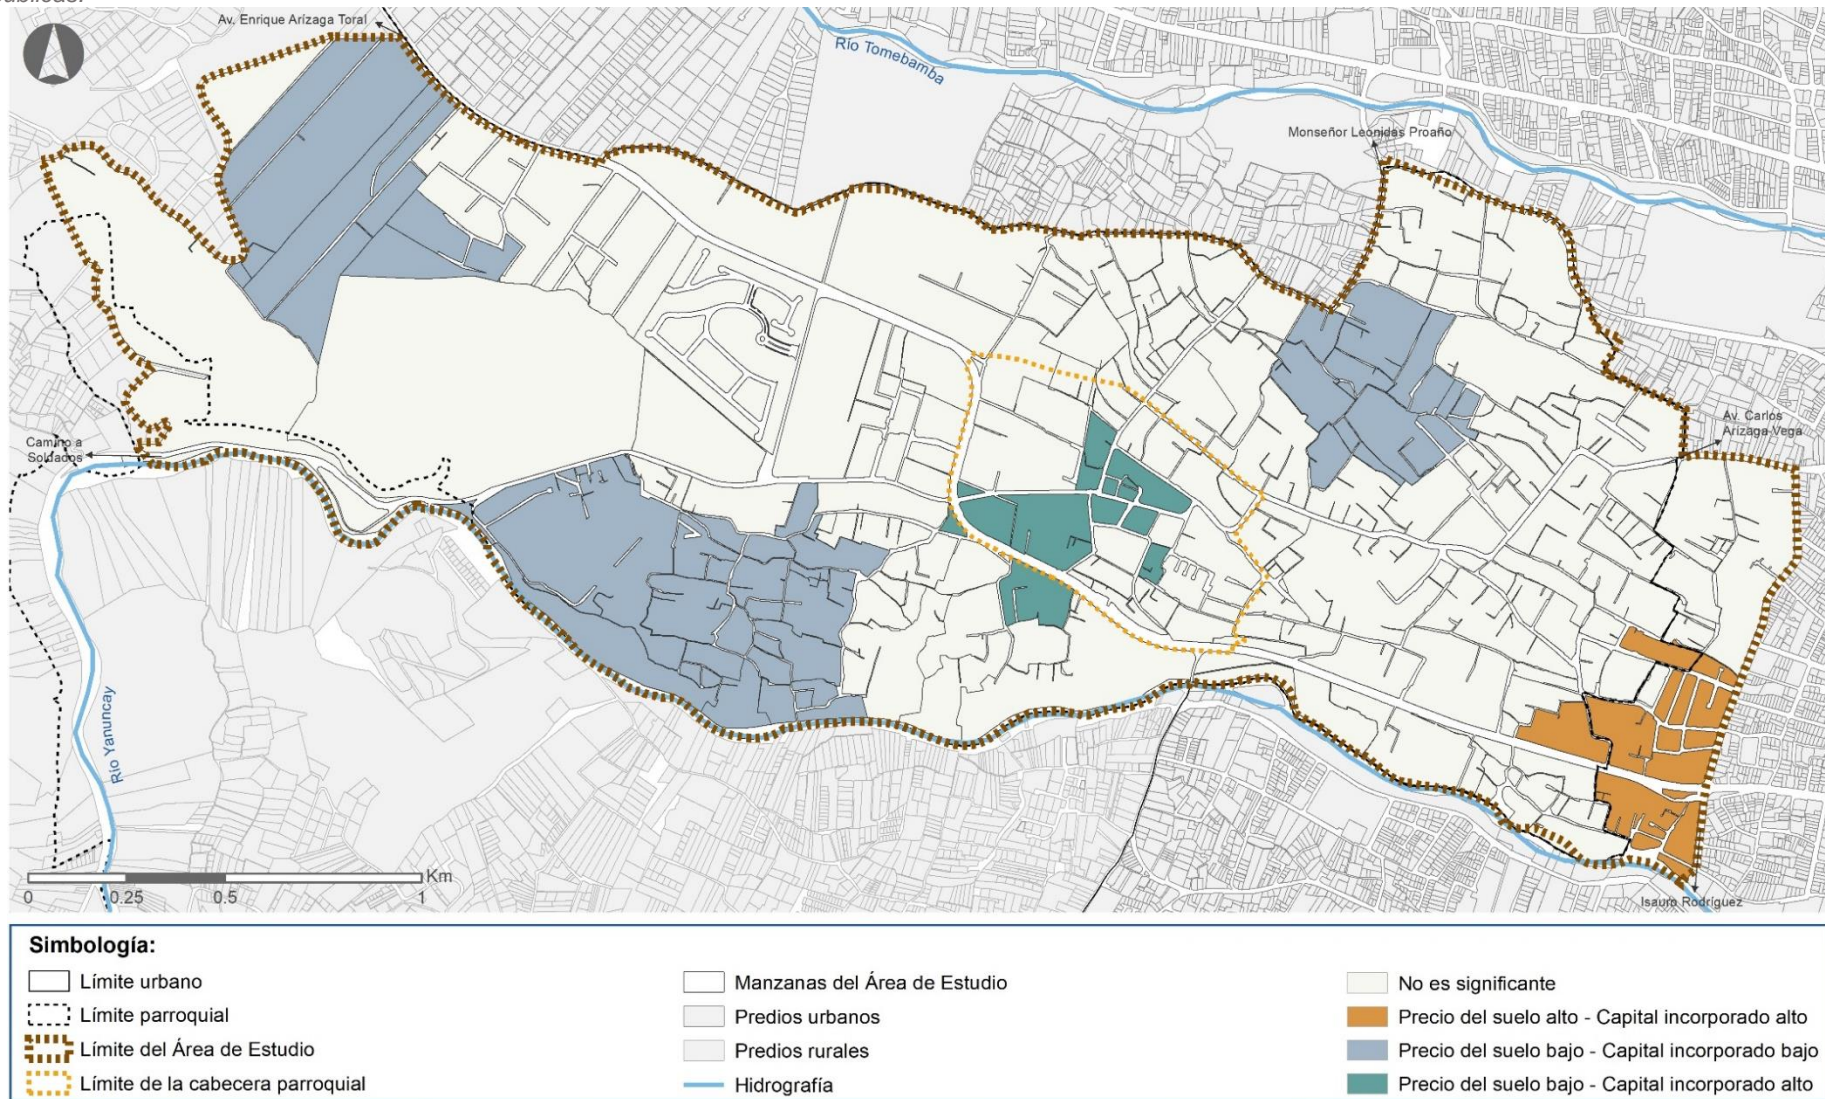 públicas.
Av. Enrique Arízaga Toral
Río Tomebamba
Monseñor Leonidas Proaño
Av. Carlos
Arízaga Vega
Camino a
Soldados
Río Yanuncay
Km
0
0.25
0.5
1
Isauro Rodríguez
Simbología:
Límite urbano
Límite parroquial
Límite del Área de Estudio
Límite de la cabecera parroquial
Manzanas del Área de Estudio
Predios urbanos
Predios rurales
Hidrografía
No es significante
Precio del suelo alto - Capital incorporado alto
Precio del suelo bajo - Capital incorporado bajo
Precio del suelo bajo - Capital incorporado alto